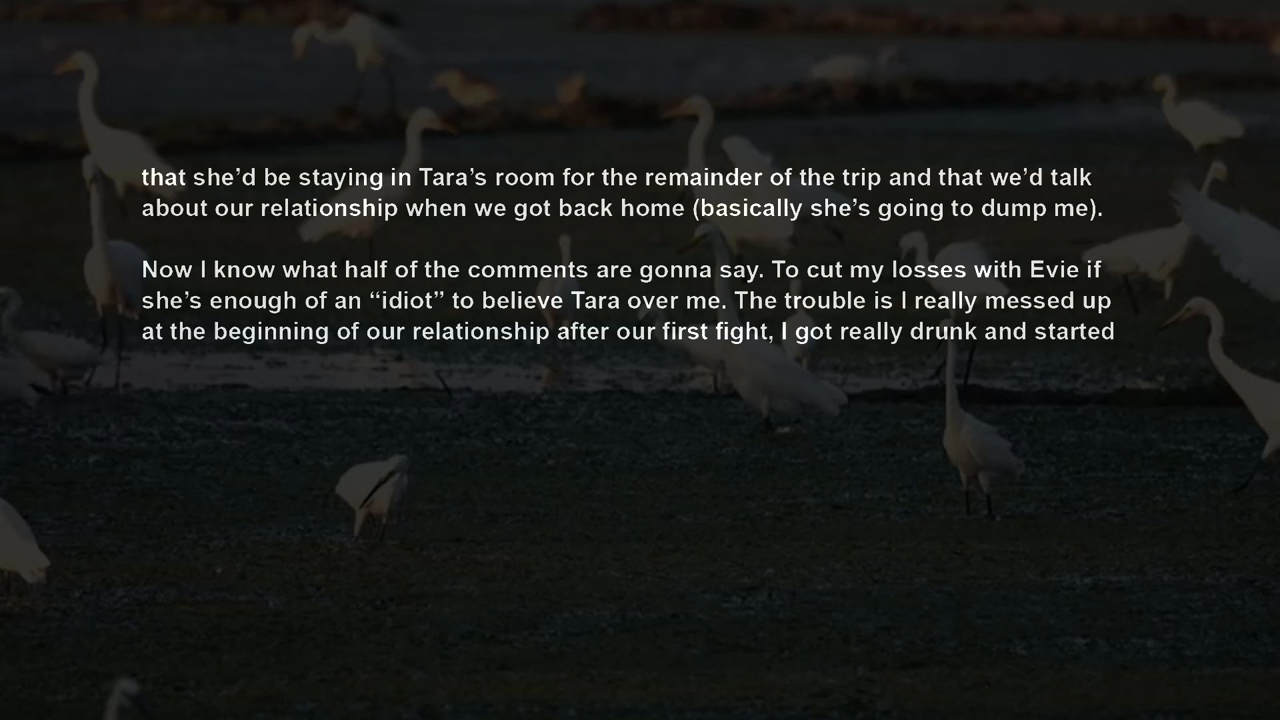 that she’d be staying in Tara’s room for the remainder of the trip and that we’d talk
about our relationship when we got back home (basically she’s going to dump me).
Now I know what half of the comments are gonna say. To cut my losses with Evie if
she’s enough of an “idiot” to believe Tara over me. The trouble is I really messed up
at the beginning of our relationship after our first fight, I got really drunk and started